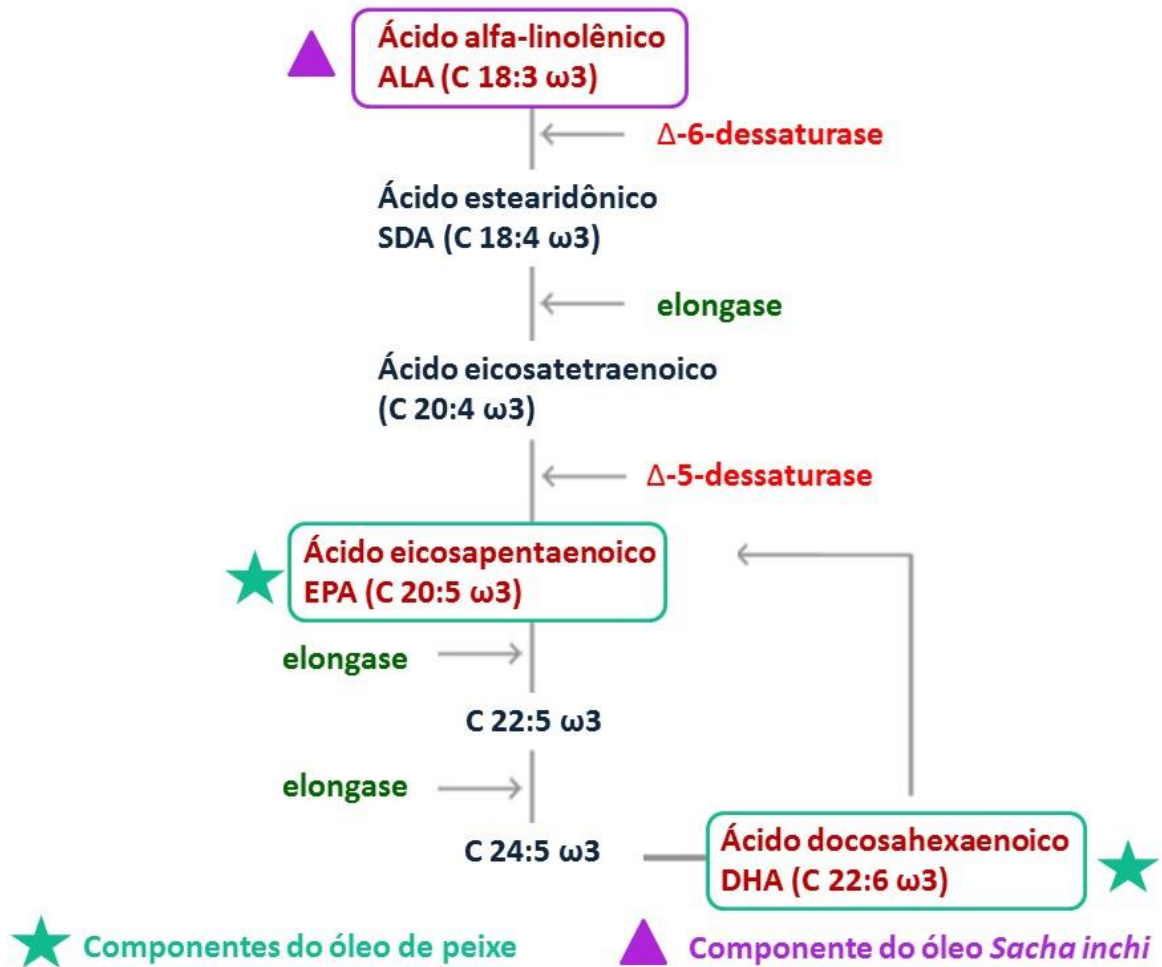 Ácido alfa-linolênico
ALA (C 18:3 ω3)
Δ-6-dessaturase
Ácido estearidônico
SDA (C 18:4 ω3)
elongase
Ácido eicosatetraenoico
(C 20:4 ω3)
Δ-5-dessaturase
Ácido eicosapentaenoico
EPA (C 20:5 ω3)
elongase
C 22:5 ω3
elongase
C 24:5 ω3
Ácido docosahexaenoico
DHA (C 22:6 ω3)
Componentes do óleo de peixe
Componente do óleo Sacha inchi